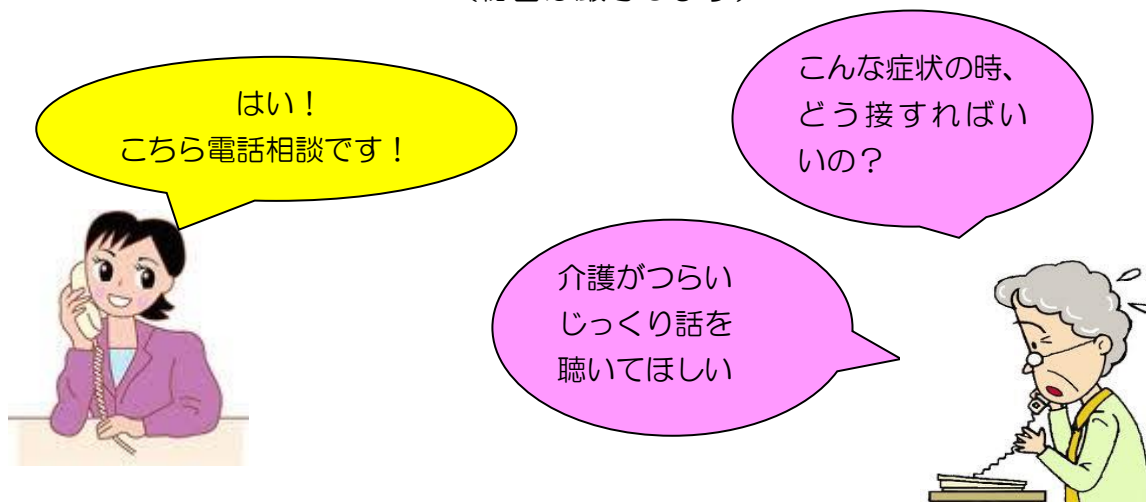 はい！
こちら電話相談です！
こんな症状の時、
どう接すればい
いの？
介護がつらい
じっくり話を
聴いてほしい